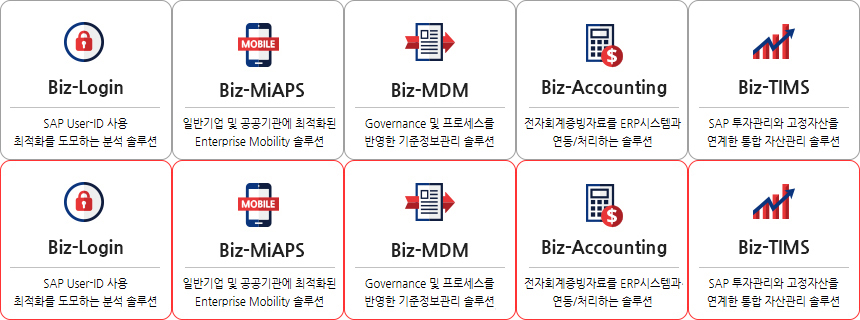 MOBILE
$
Biz-Login
Biz-MiAPS
Biz-MDM
Biz-Accounting
Biz-TIMS
SAP User-ID 사용
최적화를 도모하는 분석 솔루션
일반기업 및 공공기관에 최적화된
Enterprise Mobility 솔루션
Governance 및 프로세스를
반영한 기준정보관리 솔루션
전자회계증빙자료를 ERP시스템과
연동/처리하는 솔루션
SAP 투자관리와 고정자산을
연계한 통합 자산관리 솔루션
MOBILE
$
Biz-Login
Biz-MiAPS
Biz-MDM
Biz-Accounting
Biz-TIMS
SAP User-ID 사용
최적화를 도모하는 분석 솔루션
일반기업 및 공공기관에 최적화된
Enterprise Mobility 솔루션
Governance 및 프로세스를
반영한 기준정보관리 솔루션
전자회계증빙자료를 ERP시스템과
연동/처리하는 솔루션
SAP 투자관리와 고정자산을
연계한 통합 자산관리 솔루션